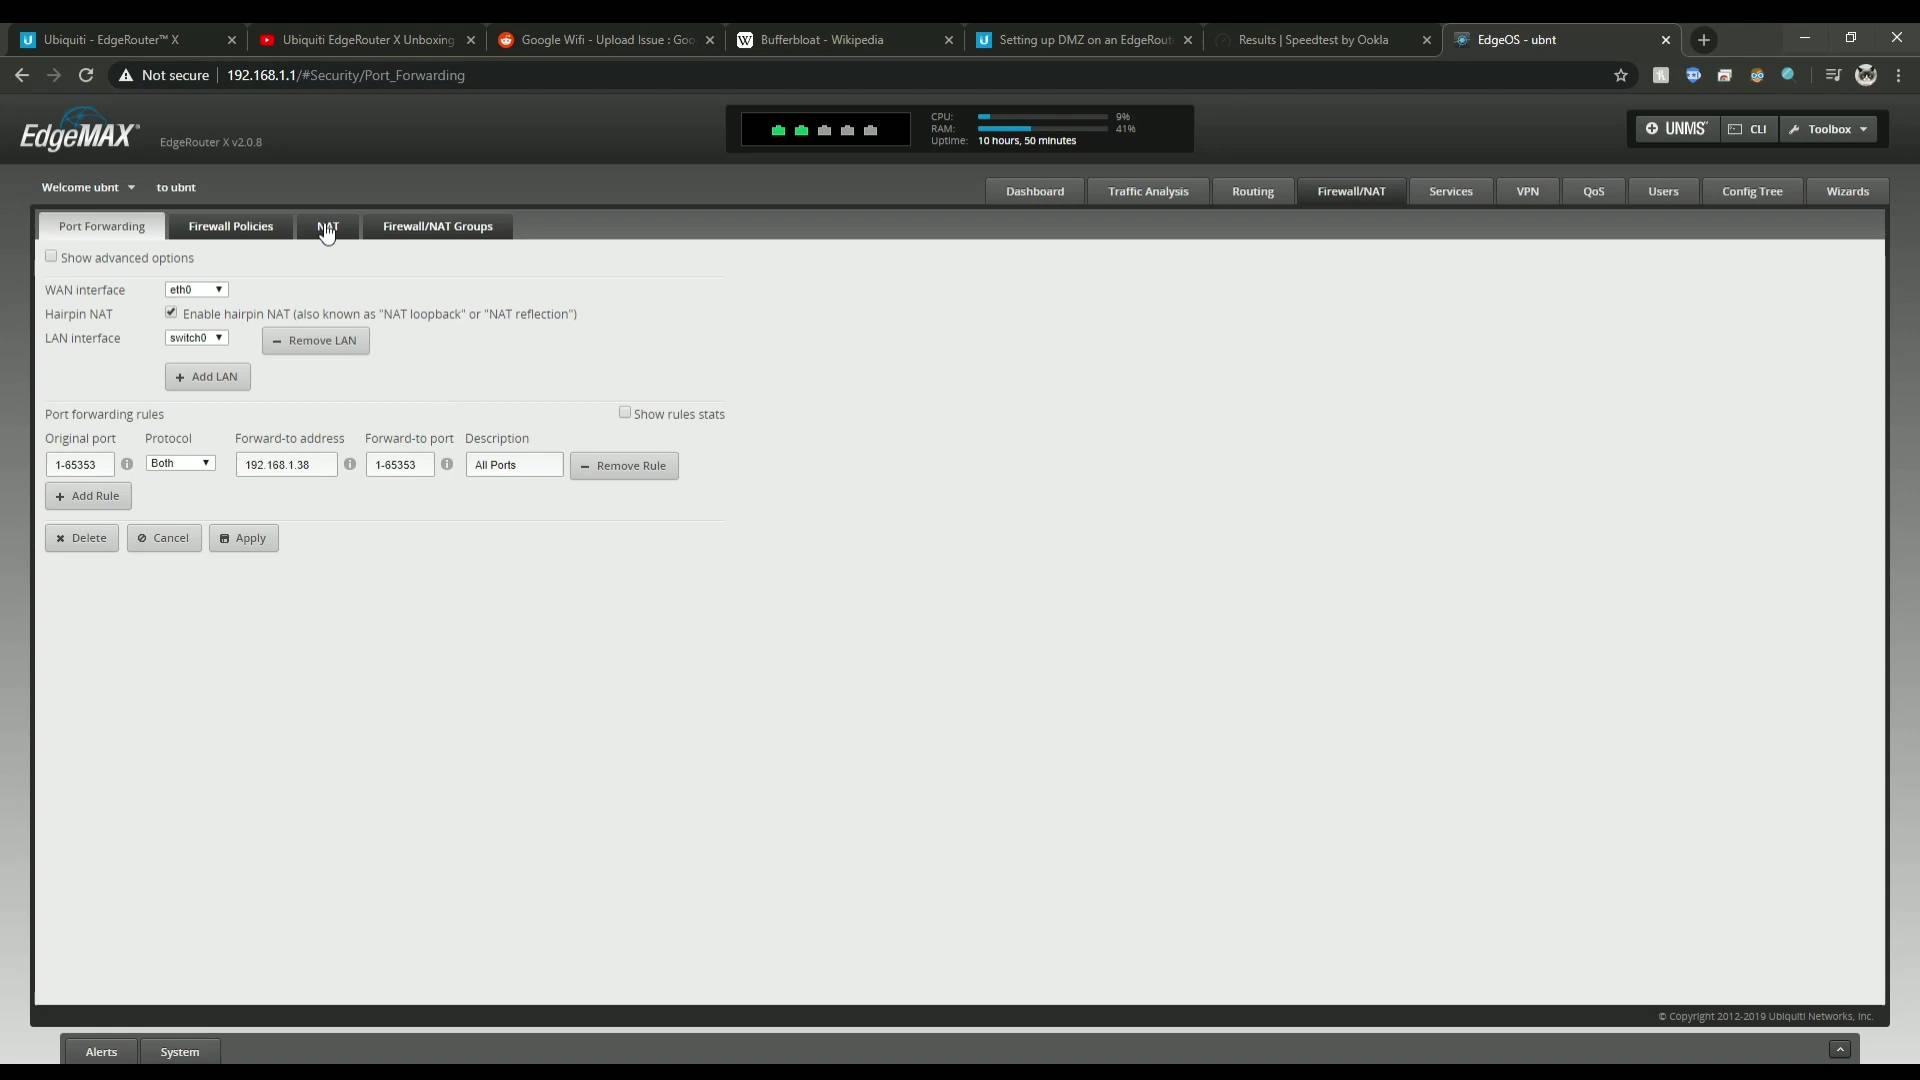 Ubiquiti - EdgeRouter™ X
Ubiquiti EdgeRouter X Unboxing
Google Wifi - Upload Issue : Goo
Bufferbloat - Wikipedia
Setting up DMZ on an EdgeRout
Results | Speedtest by Ookla
EdgeOS - ubnt
Not secure | 192.168.1.1/#Security/Port_Forwarding
EdgeMAX
EdgeRouter X v2.0.8
CPU: 9%
RAM: 41%
Uptime: 10 hours, 50 minutes
UNMS™
CLI
Toolbox
Welcome ubnt to ubnt
Dashboard Traffic Analysis Routing Firewall/NAT Services VPN QoS Users Config Tree Wizards
Port Forwarding Firewall Policies NAT Firewall/NAT Groups
Show advanced options
WAN interface eth0
Hairpin NAT Enable hairpin NAT (also known as "NAT loopback" or "NAT reflection")
LAN interface switch0 Remove LAN
+ Add LAN
Port forwarding rules Show rules stats
Original port Protocol Forward-to address Forward-to port Description
1-65353 Both 192.168.1.38 1-65353 All Ports Remove Rule
+ Add Rule
Delete Cancel Apply
© Copyright 2012-2019 Ubiquiti Networks, Inc.
Alerts System